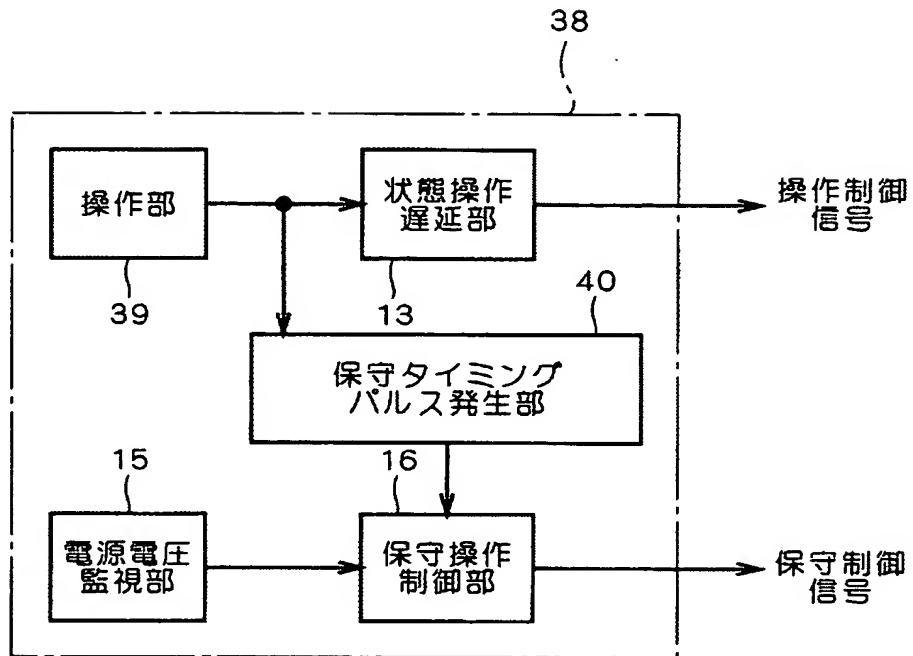 38
操作部
39
状態操作
遅延部
13
操作制御
信号
40
保守タイミング
パルス発生部
15
電源電圧
監視部
16
保守操作
制御部
保守制御
信号